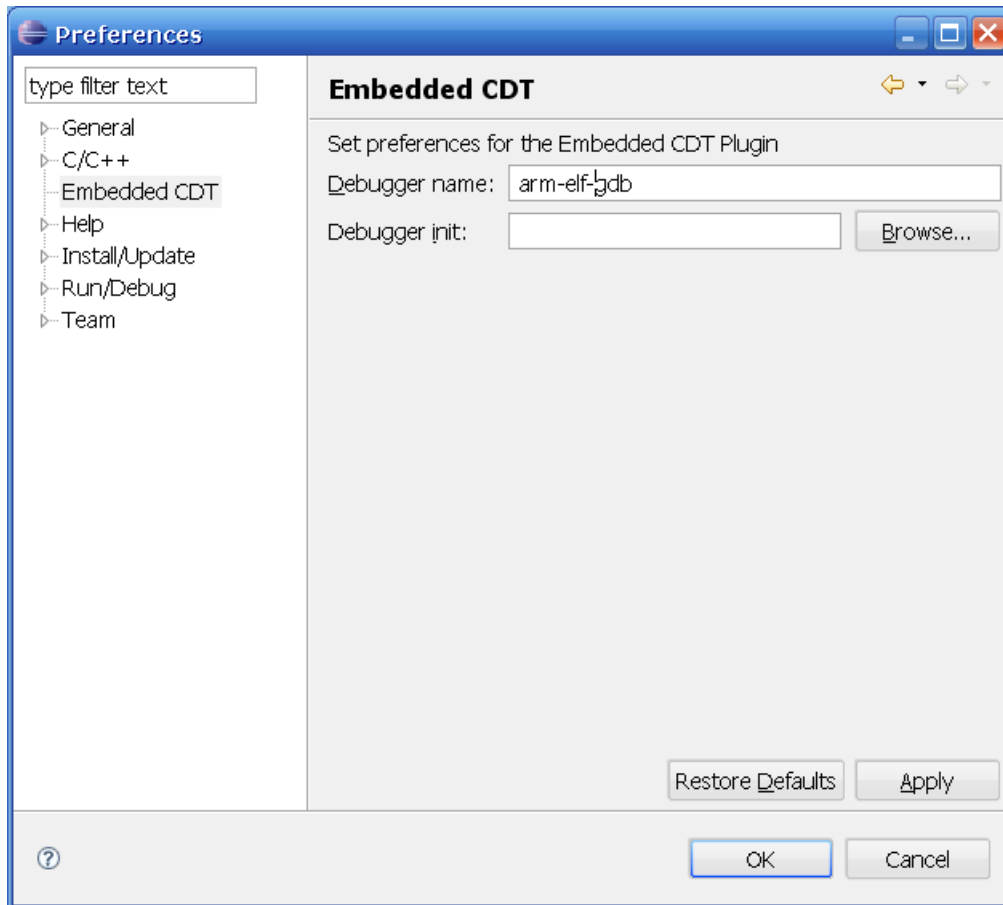 Preferences
type filter text
General
C/C++
Embedded CDT
Help
Install/Update
Run/Debug
Team
Embedded CDT
Set preferences for the Embedded CDT Plugin
Debugger name: arm-elf-gdb
Debugger init: Browse...
Restore Defaults Apply
? OK Cancel